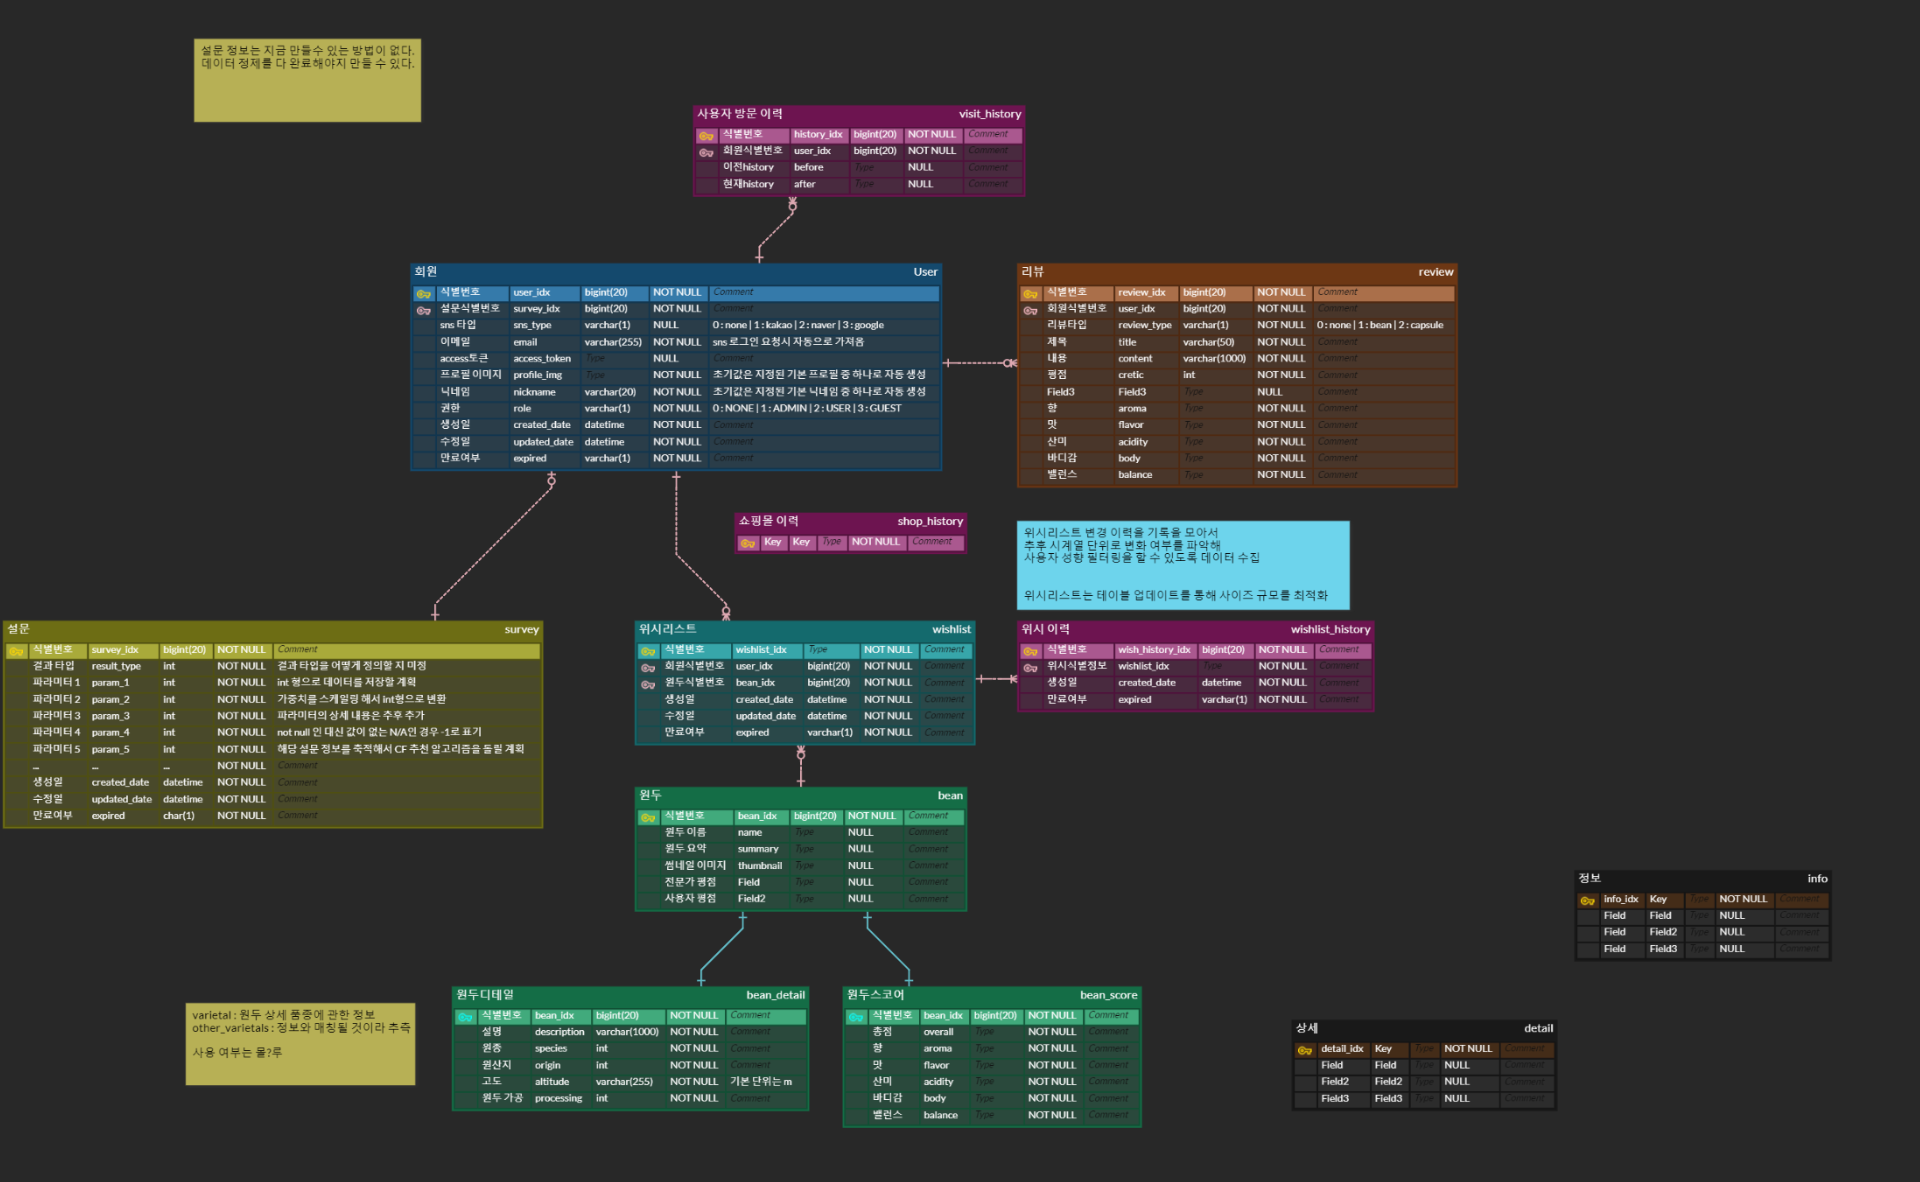 설문 정보는 지금 만들수 있는 방법이 없다.
데이터 정제를 다 완료해야지 만들 수 있다.
사용자 방문 이력 visit_history
식별번호 history_idx bigint(20) NOT NULL Comment
회원식별번호 user_idx bigint(20) NOT NULL Comment
이전history before Type NULL Comment
현재history after Type NULL Comment
회원 User
식별번호 user_idx bigint(20) NOT NULL Comment
설문식별번호 survey_idx bigint(20) NOT NULL Comment
sns 타입 sns_type varchar(1) NULL 0 : none | 1 : kakao | 2 : naver | 3 : google
이메일 email varchar(255) NOT NULL sns 로그인 요청시 자동으로 가져옴
access토큰 access_token Type NULL Comment
프로필 이미지 profile_img Type NOT NULL 초기값은 지정된 기본 프로필 중 하나로 자동 생성
닉네임 nickname varchar(20) NOT NULL 초기값은 지정된 기본 닉네임 중 하나로 자동 생성
권한 role varchar(1) NOT NULL 0 : NONE | 1 : ADMIN | 2 : USER | 3 : GUEST
생성일 created_date datetime NOT NULL Comment
수정일 updated_date datetime NOT NULL Comment
만료여부 expired varchar(1) NOT NULL Comment
리뷰 review
식별번호 review_idx bigint(20) NOT NULL Comment
회원식별번호 user_idx bigint(20) NOT NULL Comment
리뷰타입 review_type varchar(1) NOT NULL 0 : none | 1 : bean | 2 : capsule
제목 title varchar(50) NOT NULL Comment
내용 content varchar(1000) NOT NULL Comment
평점 cretic int NOT NULL Comment
Field3 Field3 Type NULL Comment
향 aroma Type NOT NULL Comment
맛 flavor Type NOT NULL Comment
산미 acidity Type NOT NULL Comment
바디감 body Type NOT NULL Comment
밸런스 balance Type NOT NULL Comment
쇼핑몰 이력 shop_history
Key Key Type NOT NULL Comment
위시리스트 변경 이력을 기록을 모아서
추후 시계열 단위로 변화 여부를 파악해
사용자 성향 필터링을 할 수 있도록 데이터 수집
위시리스트는 테이블 업데이트를 통해 사이즈 규모를 최적화
설문 survey
식별번호 survey_idx bigint(20) NOT NULL Comment
결과 타입 result_type int NOT NULL 결과 타입을 어떻게 정의할 지 미정
파라미터 1 param_1 int NOT NULL int 형으로 데이터를 저장할 계획
파라미터 2 param_2 int NOT NULL 가중치를 스케일링 해서 int형으로 변환
파라미터 3 param_3 int NOT NULL 파라미터의 상세 내용은 추후 추가
파라미터 4 param_4 int NOT NULL not null 인 대신 값이 없는 N/A인 경우 -1로 표기
파라미터 5 param_5 int NOT NULL 해당 설문 정보를 축적해서 CF 추천 알고리즘을 돌릴 계획
... ... ... NOT NULL Comment
생성일 created_date datetime NOT NULL Comment
수정일 updated_date datetime NOT NULL Comment
만료여부 expired char(1) NOT NULL Comment
위시리스트 wishlist
식별번호 wishlist_idx Type NOT NULL Comment
회원식별번호 user_idx bigint(20) NOT NULL Comment
원두식별번호 bean_idx bigint(20) NOT NULL Comment
생성일 created_date datetime NOT NULL Comment
수정일 updated_date datetime NOT NULL Comment
만료여부 expired varchar(1) NOT NULL Comment
위시 이력 wishlist_history
식별번호 wish_history_idx bigint(20) NOT NULL Comment
위시식별정보 wishlist_idx Type NOT NULL Comment
생성일 created_date datetime NOT NULL Comment
만료여부 expired varchar(1) NOT NULL Comment
원두 bean
식별번호 bean_idx bigint(20) NOT NULL Comment
원두 이름 name Type NULL Comment
원두 요약 summary Type NULL Comment
썸네일 이미지 thumbnail Type NULL Comment
전문가 평점 Field Type NULL Comment
사용자 평점 Field2 Type NULL Comment
정보 info
info_idx Key Type NOT NULL Comment
Field Field Type NULL Comment
Field Field2 Type NULL Comment
Field Field3 Type NULL Comment
varietal : 원두 상세 품종에 관한 정보
other_varietals : 정보와 매칭될 것이라 추측
사용 여부는 몰?루
원두디테일 bean_detail
식별번호 bean_idx bigint(20) NOT NULL Comment
설명 description varchar(1000) NOT NULL Comment
원종 species int NOT NULL Comment
원산지 origin int NOT NULL Comment
고도 altitude varchar(255) NOT NULL 기본 단위는 m
원두 가공 processing int NOT NULL Comment
원두스코어 bean_score
식별번호 bean_idx bigint(20) NOT NULL Comment
총점 overall Type NOT NULL Comment
향 aroma Type NOT NULL Comment
맛 flavor Type NOT NULL Comment
산미 acidity Type NOT NULL Comment
바디감 body Type NOT NULL Comment
밸런스 balance Type NOT NULL Comment
상세 detail
detail_idx Key Type NOT NULL Comment
Field Field Type NULL Comment
Field2 Field2 Type NULL Comment
Field3 Field3 Type NULL Comment